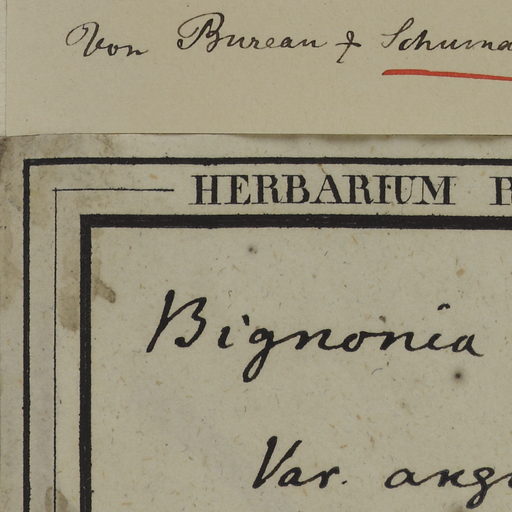 Von Bureau & Schuma
HERBARIUM
Bignonia
Var. ang